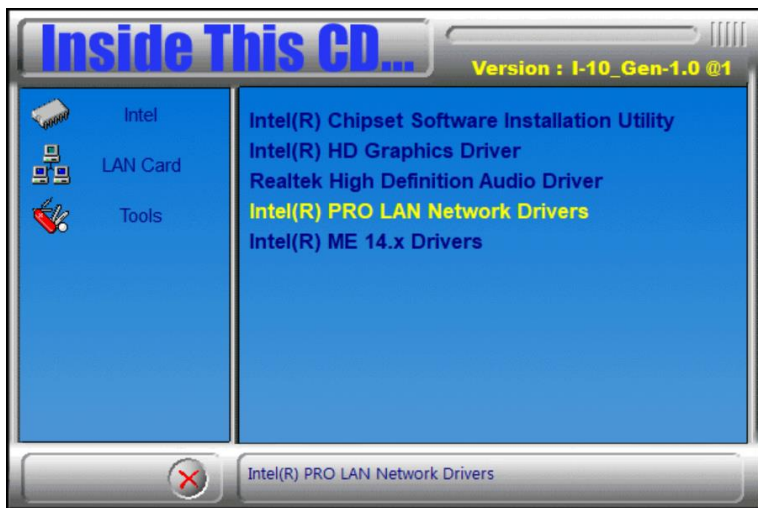 Inside This CD...
Version : I-10_Gen-1.0 @1
Intel
LAN Card
Tools
Intel(R) Chipset Software Installation Utility
Intel(R) HD Graphics Driver
Realtek High Definition Audio Driver
Intel(R) PRO LAN Network Drivers
Intel(R) ME 14.x Drivers
Intel(R) PRO LAN Network Drivers